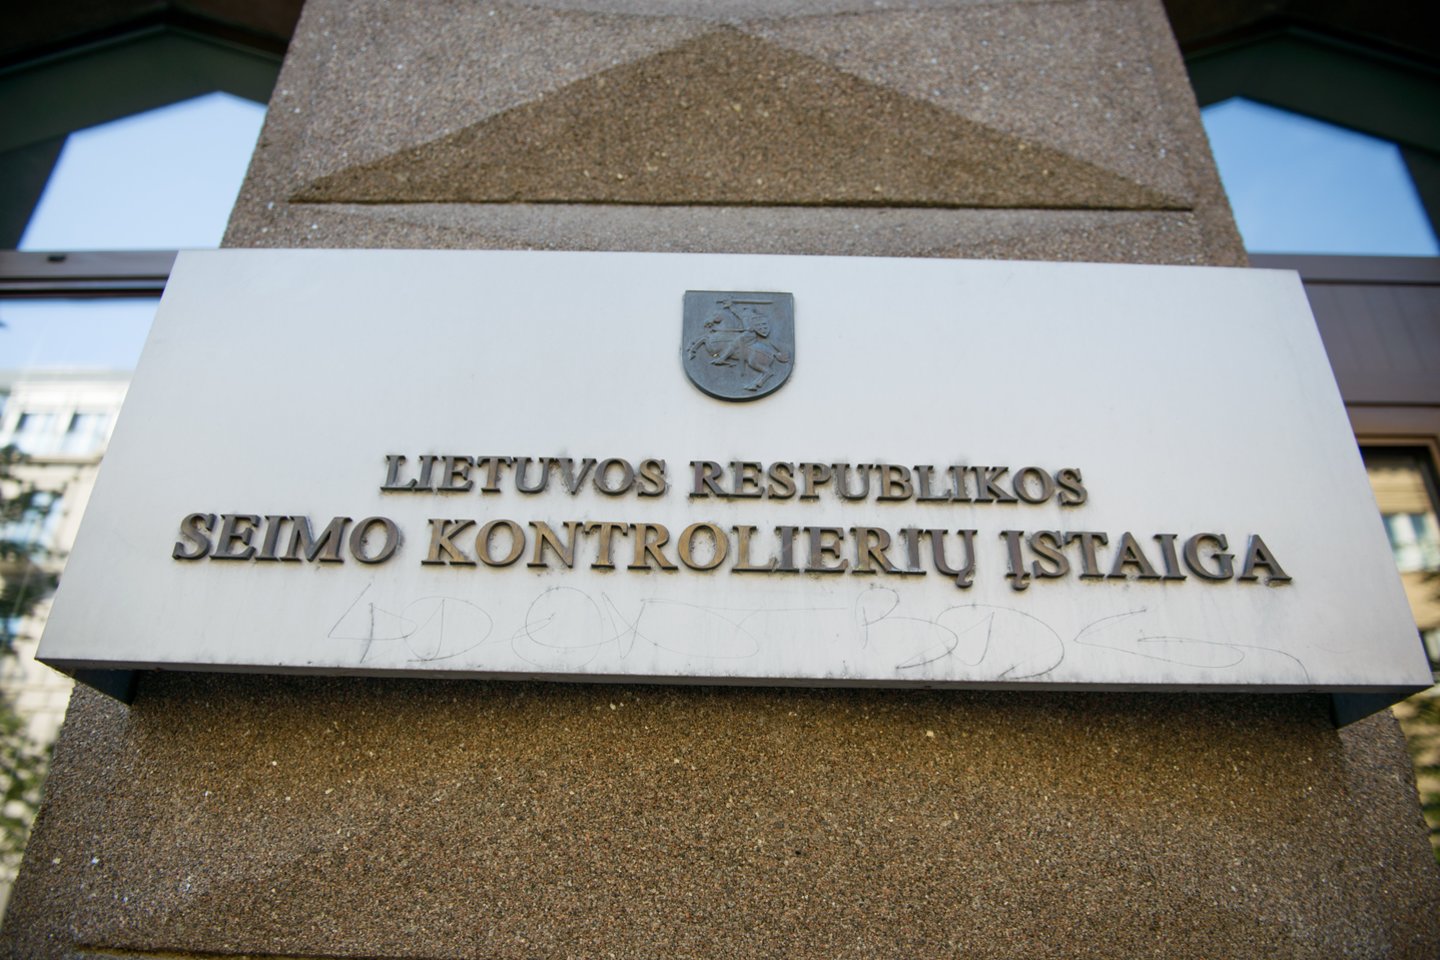 LIETUVOS RESPUBLIKOS
SEIMO KONTROLIERIŲ ĮSTAIGA